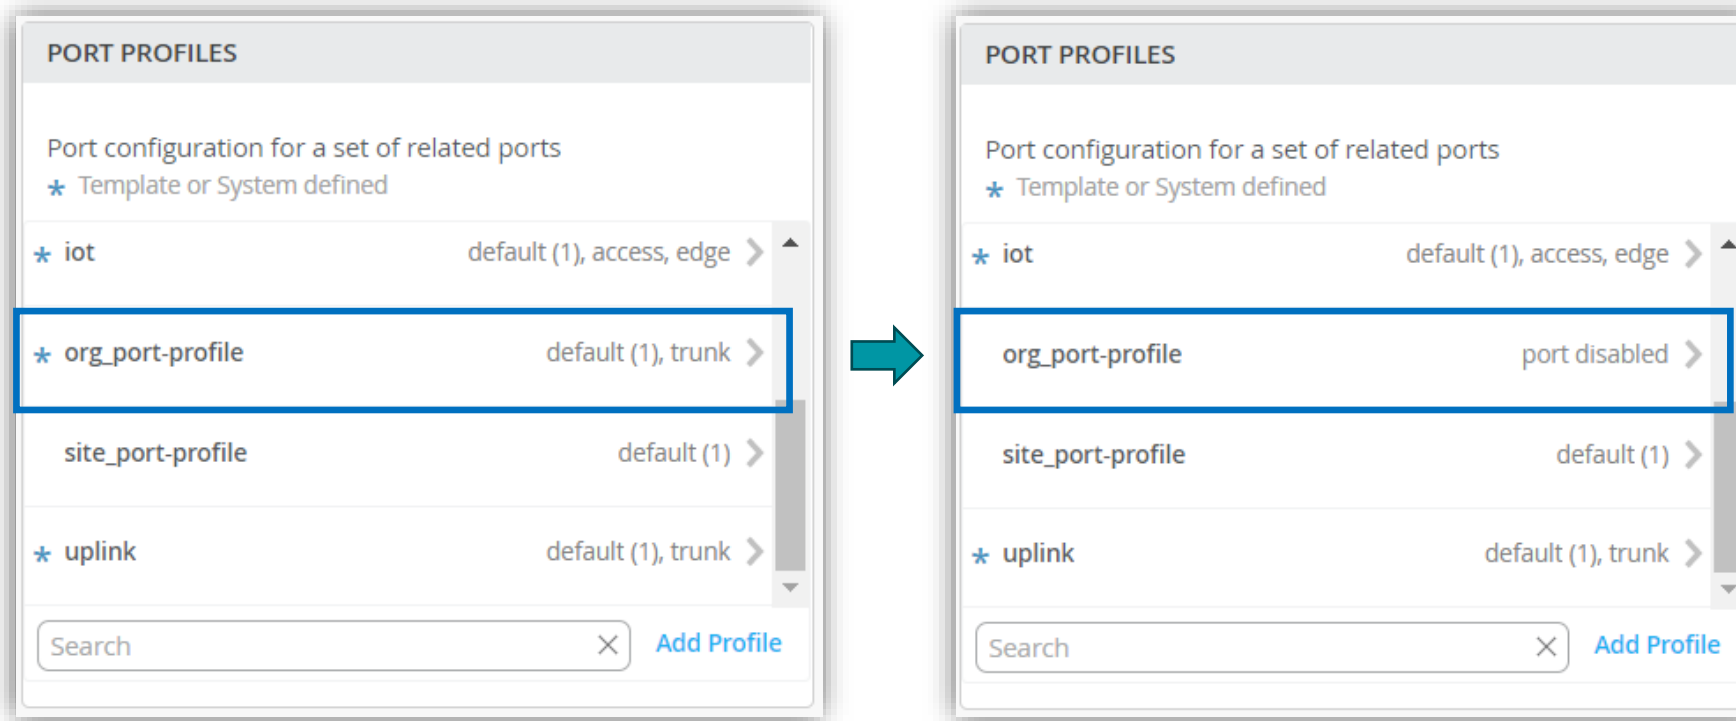 PORT PROFILES
Port configuration for a set of related ports
* Template or System defined
* iot default (1), access, edge
* org_port-profile default (1), trunk
site_port-profile default (1)
* uplink default (1), trunk
Search Add Profile
PORT PROFILES
Port configuration for a set of related ports
* Template or System defined
* iot default (1), access, edge
org_port-profile port disabled
site_port-profile default (1)
* uplink default (1), trunk
Search Add Profile